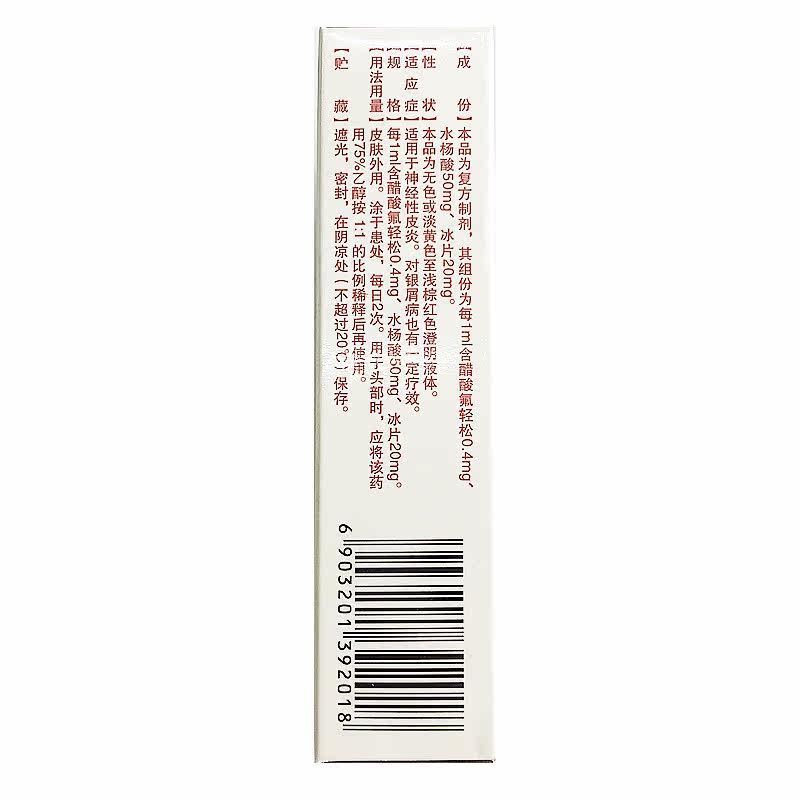 【成份】本品为复方制剂，其组份为每1ml含醋酸氟轻松0.4mg、
水杨酸50mg、冰片20mg。
【性状】本品为无色或淡黄色至浅棕红色澄明液体。
【适应症】适用于神经性皮炎。对银屑病也有一定疗效。
【规格】每1ml含醋酸氟轻松0.4mg、水杨酸50mg、冰片20mg。
【用法用量】皮肤外用。涂于患处，每日2次。用于头部时，应将该药
用75%乙醇按 1:1 的比例稀释后再使用。
【贮藏】遮光，密封，在阴凉处（不超过20℃）保存。
6 903201 392018